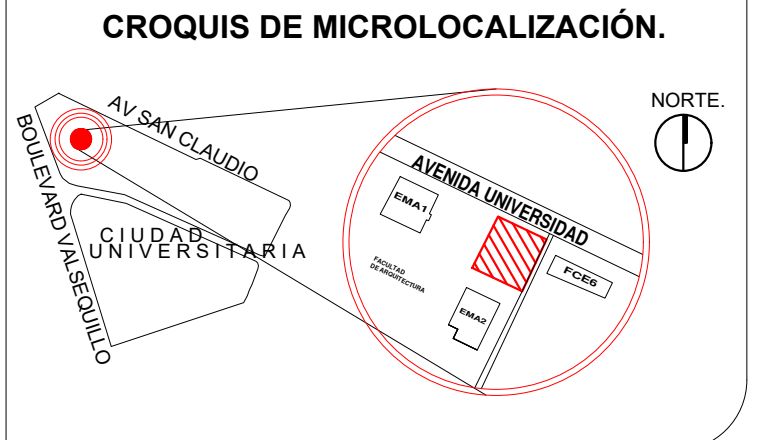 CROQUIS DE MICROLOCALIZACIÓN.
AV SAN CLAUDIO
BOULEVARD VALSEQUILLO
CIUDAD
UNIVERSITARIA
NORTE.
AVENIDA UNIVERSIDAD
EMA1
FACULTAD
DE ARQUITECTURA
EMA2
FCE6